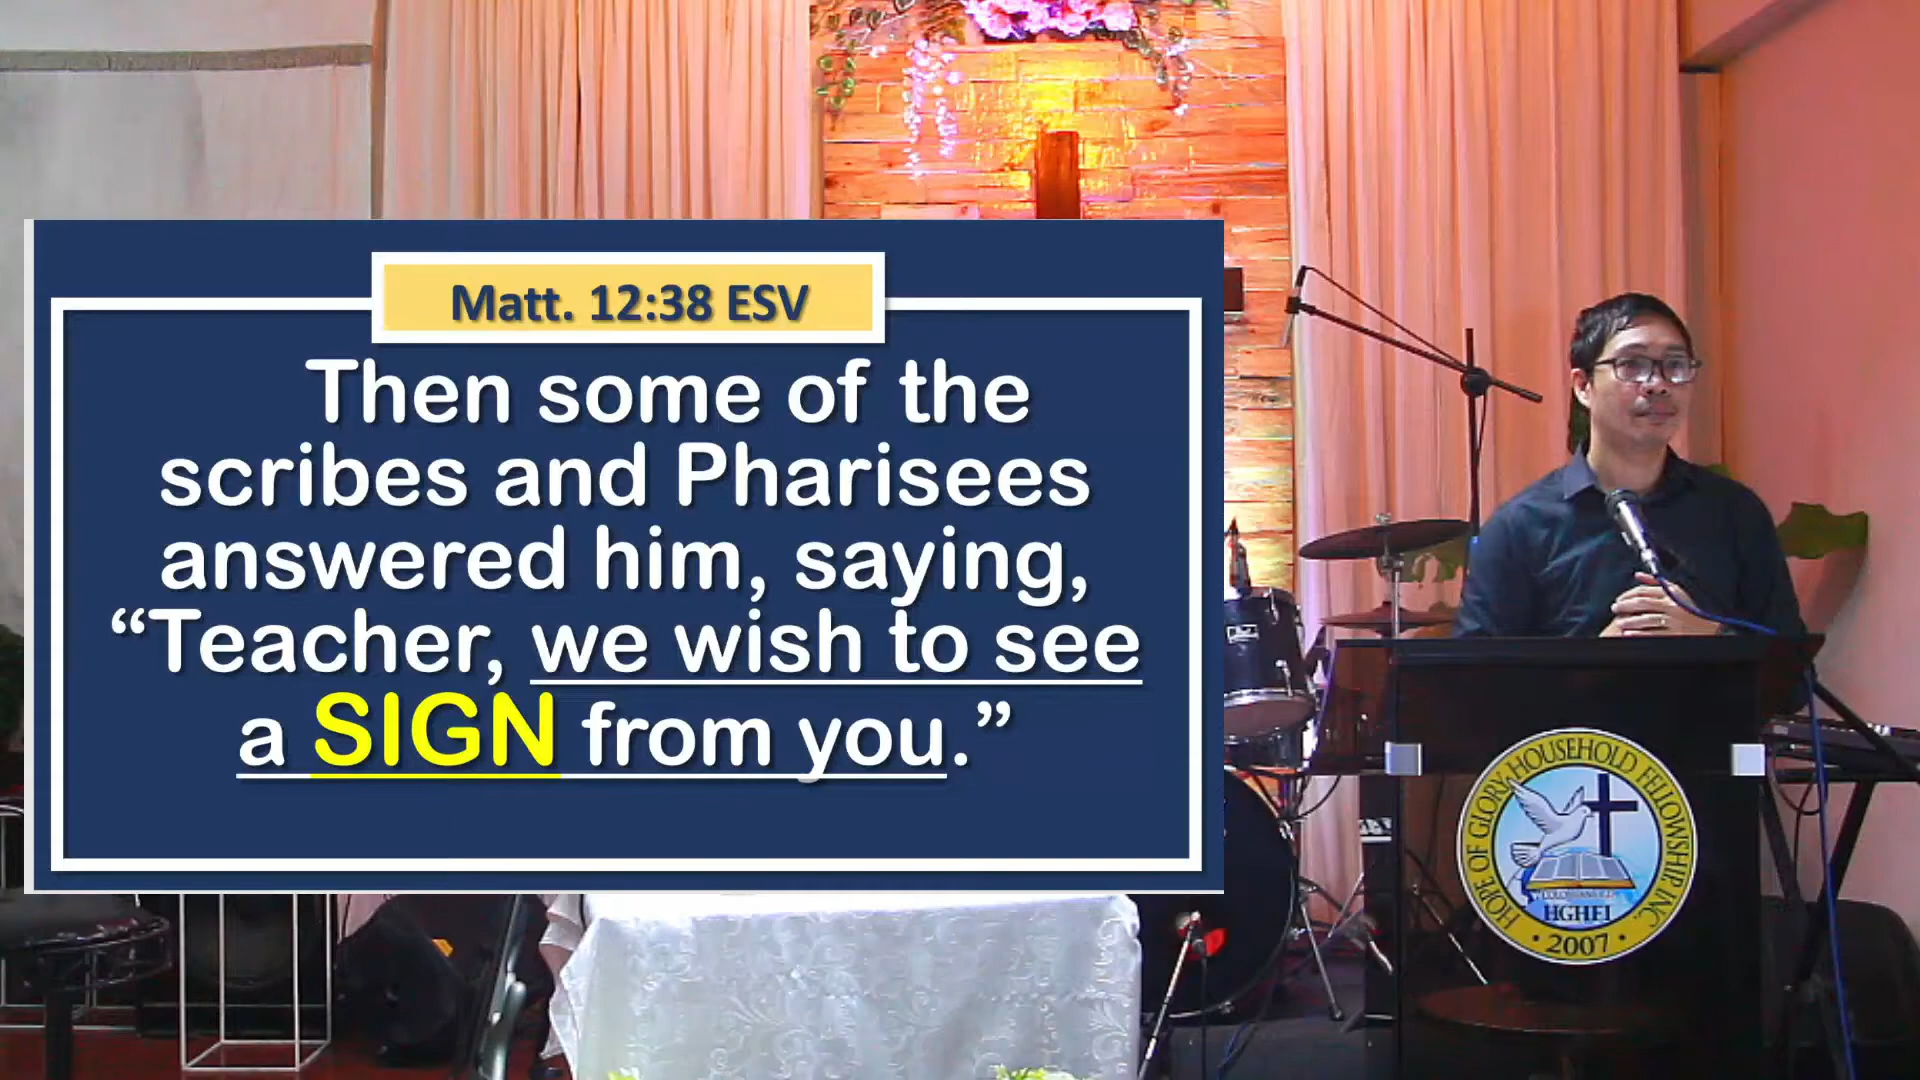 Matt. 12:38 ESV
Then some of the
scribes and Pharisees
answered him, saying,
“Teacher, we wish to see
a SIGN from you.”
HOPE OF GLORY HOUSEHOLD FELLOWSHIP, INC.
HGHFI
• 2007 •